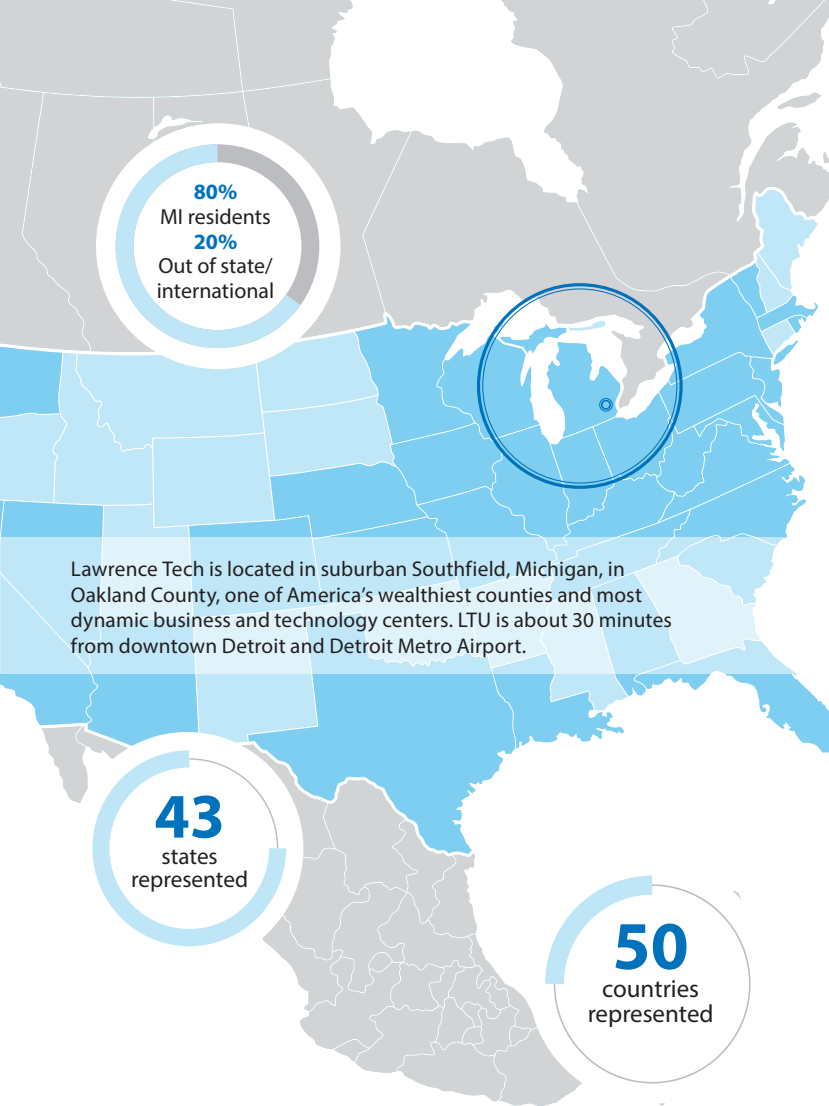 80%
MI residents
20%
Out of state/
international
Lawrence Tech is located in suburban Southfield, Michigan, in
Oakland County, one of America’s wealthiest counties and most
dynamic business and technology centers. LTU is about 30 minutes
from downtown Detroit and Detroit Metro Airport.
43
states
represented
50
countries
represented